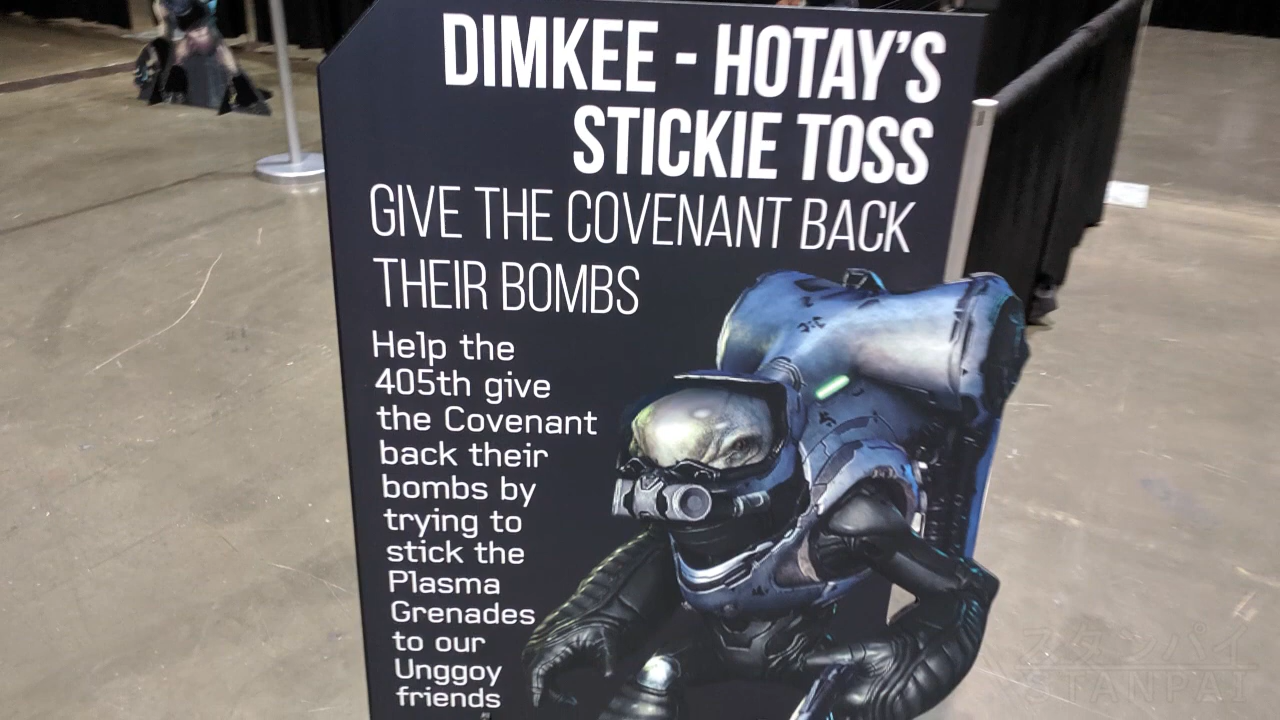 DIMKEE - HOTAY'S
STICKIE TOSS
GIVE THE COVENANT BACK
THEIR BOMBS
Help the
405th give
the Covenant
back their
bombs by
trying to
stick the
Plasma
Grenades
to our
Unggoy
friends
スタンパイ
STANPAI